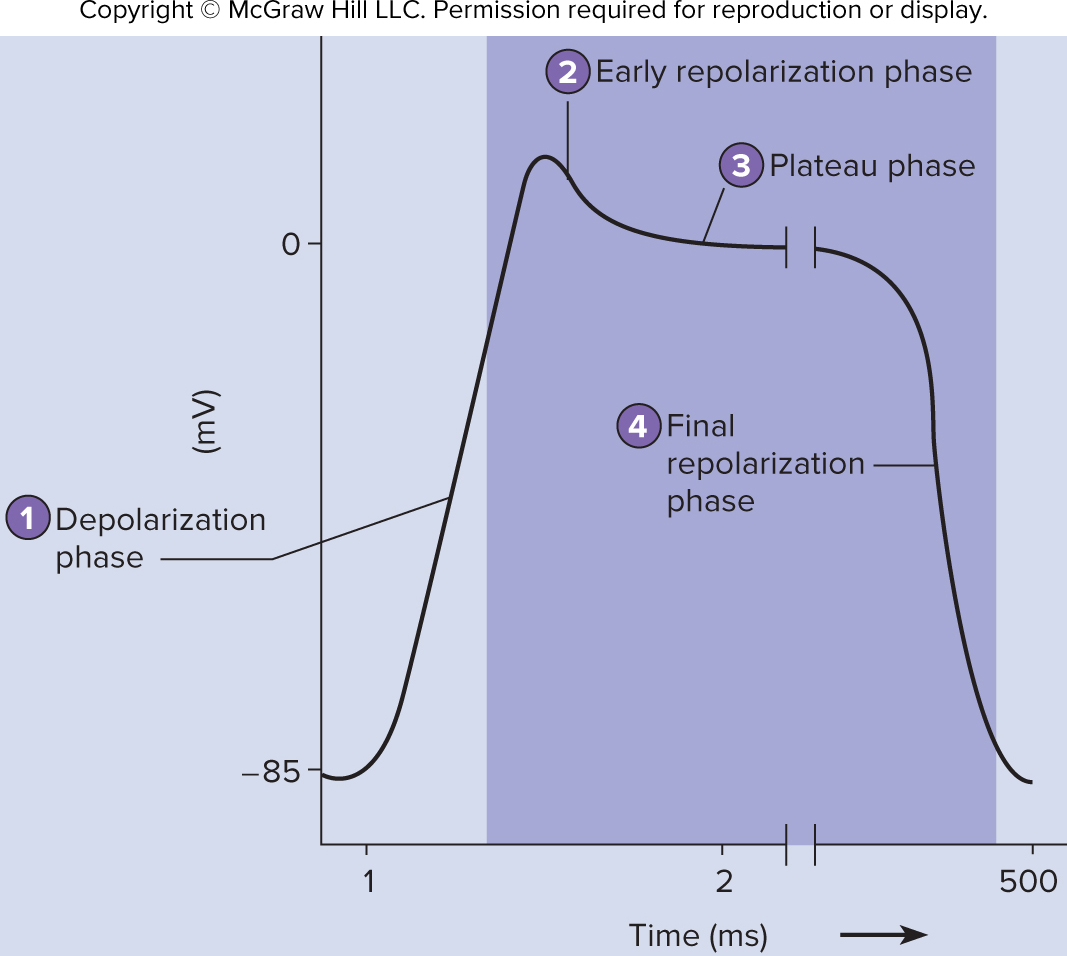 Copyright © McGraw Hill LLC. Permission required for reproduction or display.
2 Early repolarization phase
3 Plateau phase
0
(mV)
4 Final
repolarization
phase
1 Depolarization
phase
–85
1
2
500
Time (ms)